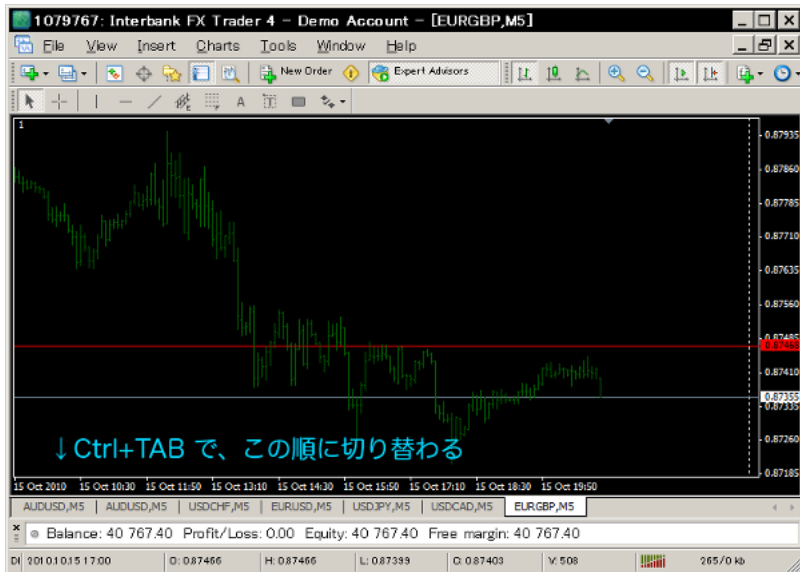 1079767: Interbank FX Trader 4 - Demo Account - [EURGBP,M5]
File View Insert Charts Tools Window Help
New Order Expert Advisors
A T
1
0.87935
0.87860
0.87785
0.87710
0.87635
0.87560
0.87485
0.87468
0.87410
0.87355
0.87335
0.87260
0.87185
↓Ctrl+TAB で、この順に切り替わる
15 Oct 2010 15 Oct 10:30 15 Oct 11:50 15 Oct 13:10 15 Oct 14:30 15 Oct 15:50 15 Oct 17:10 15 Oct 18:30 15 Oct 19:50
AUDUSD,M5 AUDUSD,M5 USDCHF,M5 EURUSD,M5 USDJPY,M5 USDCAD,M5 EURGBP,M5
Balance: 40 767.40 Profit/Loss: 0.00 Equity: 40 767.40 Free margin: 40 767.40
2010.10.15 17:00 O: 0.87466 H: 0.87466 L: 0.87399 C: 0.87403 V: 508 265/0 kb